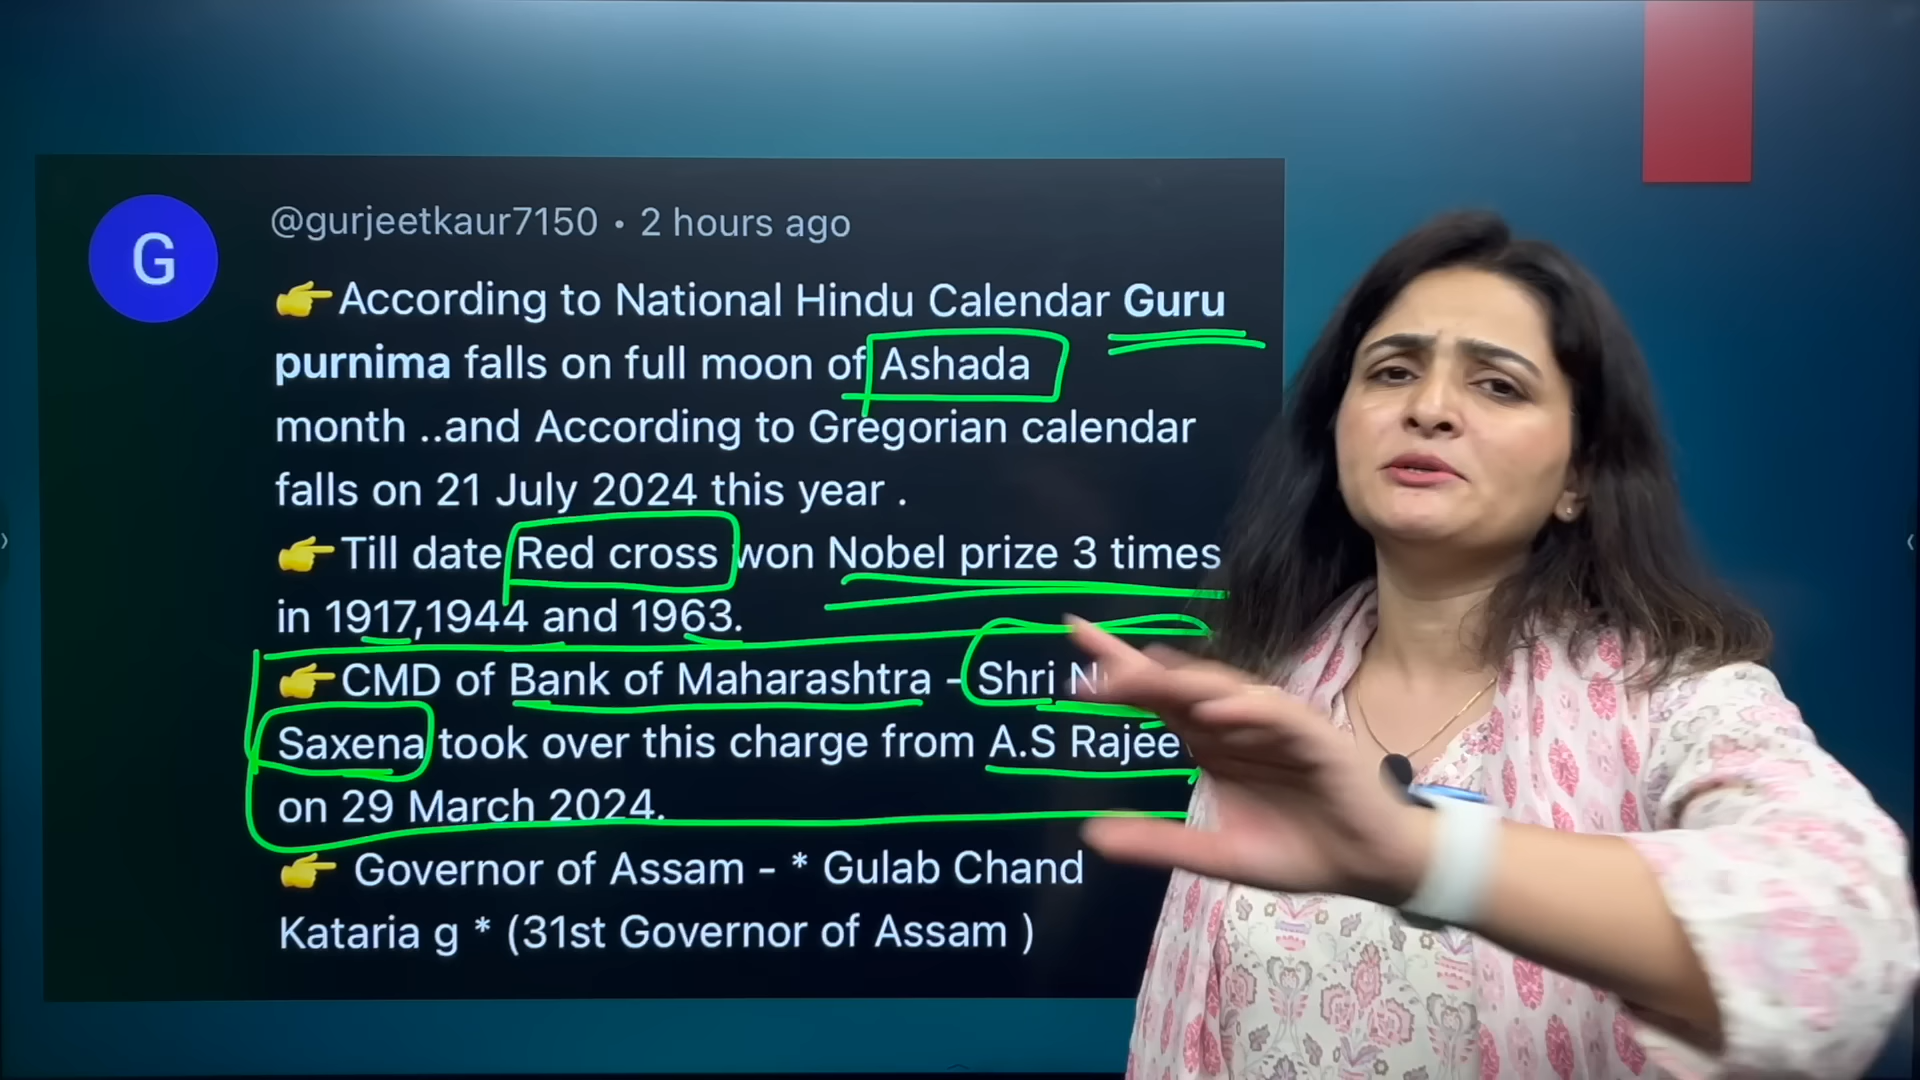 G
@gurjeetkaur7150 • 2 hours ago
👉According to National Hindu Calendar Guru
purnima falls on full moon of Ashada
month ..and According to Gregorian calendar
falls on 21 July 2024 this year .
👉Till date Red cross won Nobel prize 3 times
in 1917,1944 and 1963.
👉CMD of Bank of Maharashtra - Shri
Saxena took over this charge from A.S
on 29 March 2024.
👉 Governor of Assam - * Gulab Chand
Kataria g * (31st Governor of Assam )